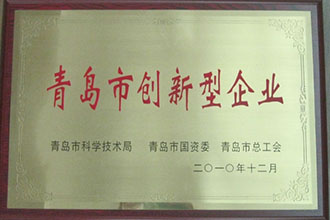 青岛市创新型企业
青岛市科学技术局 青岛市国资委 青岛市总工会
二〇一〇年十二月